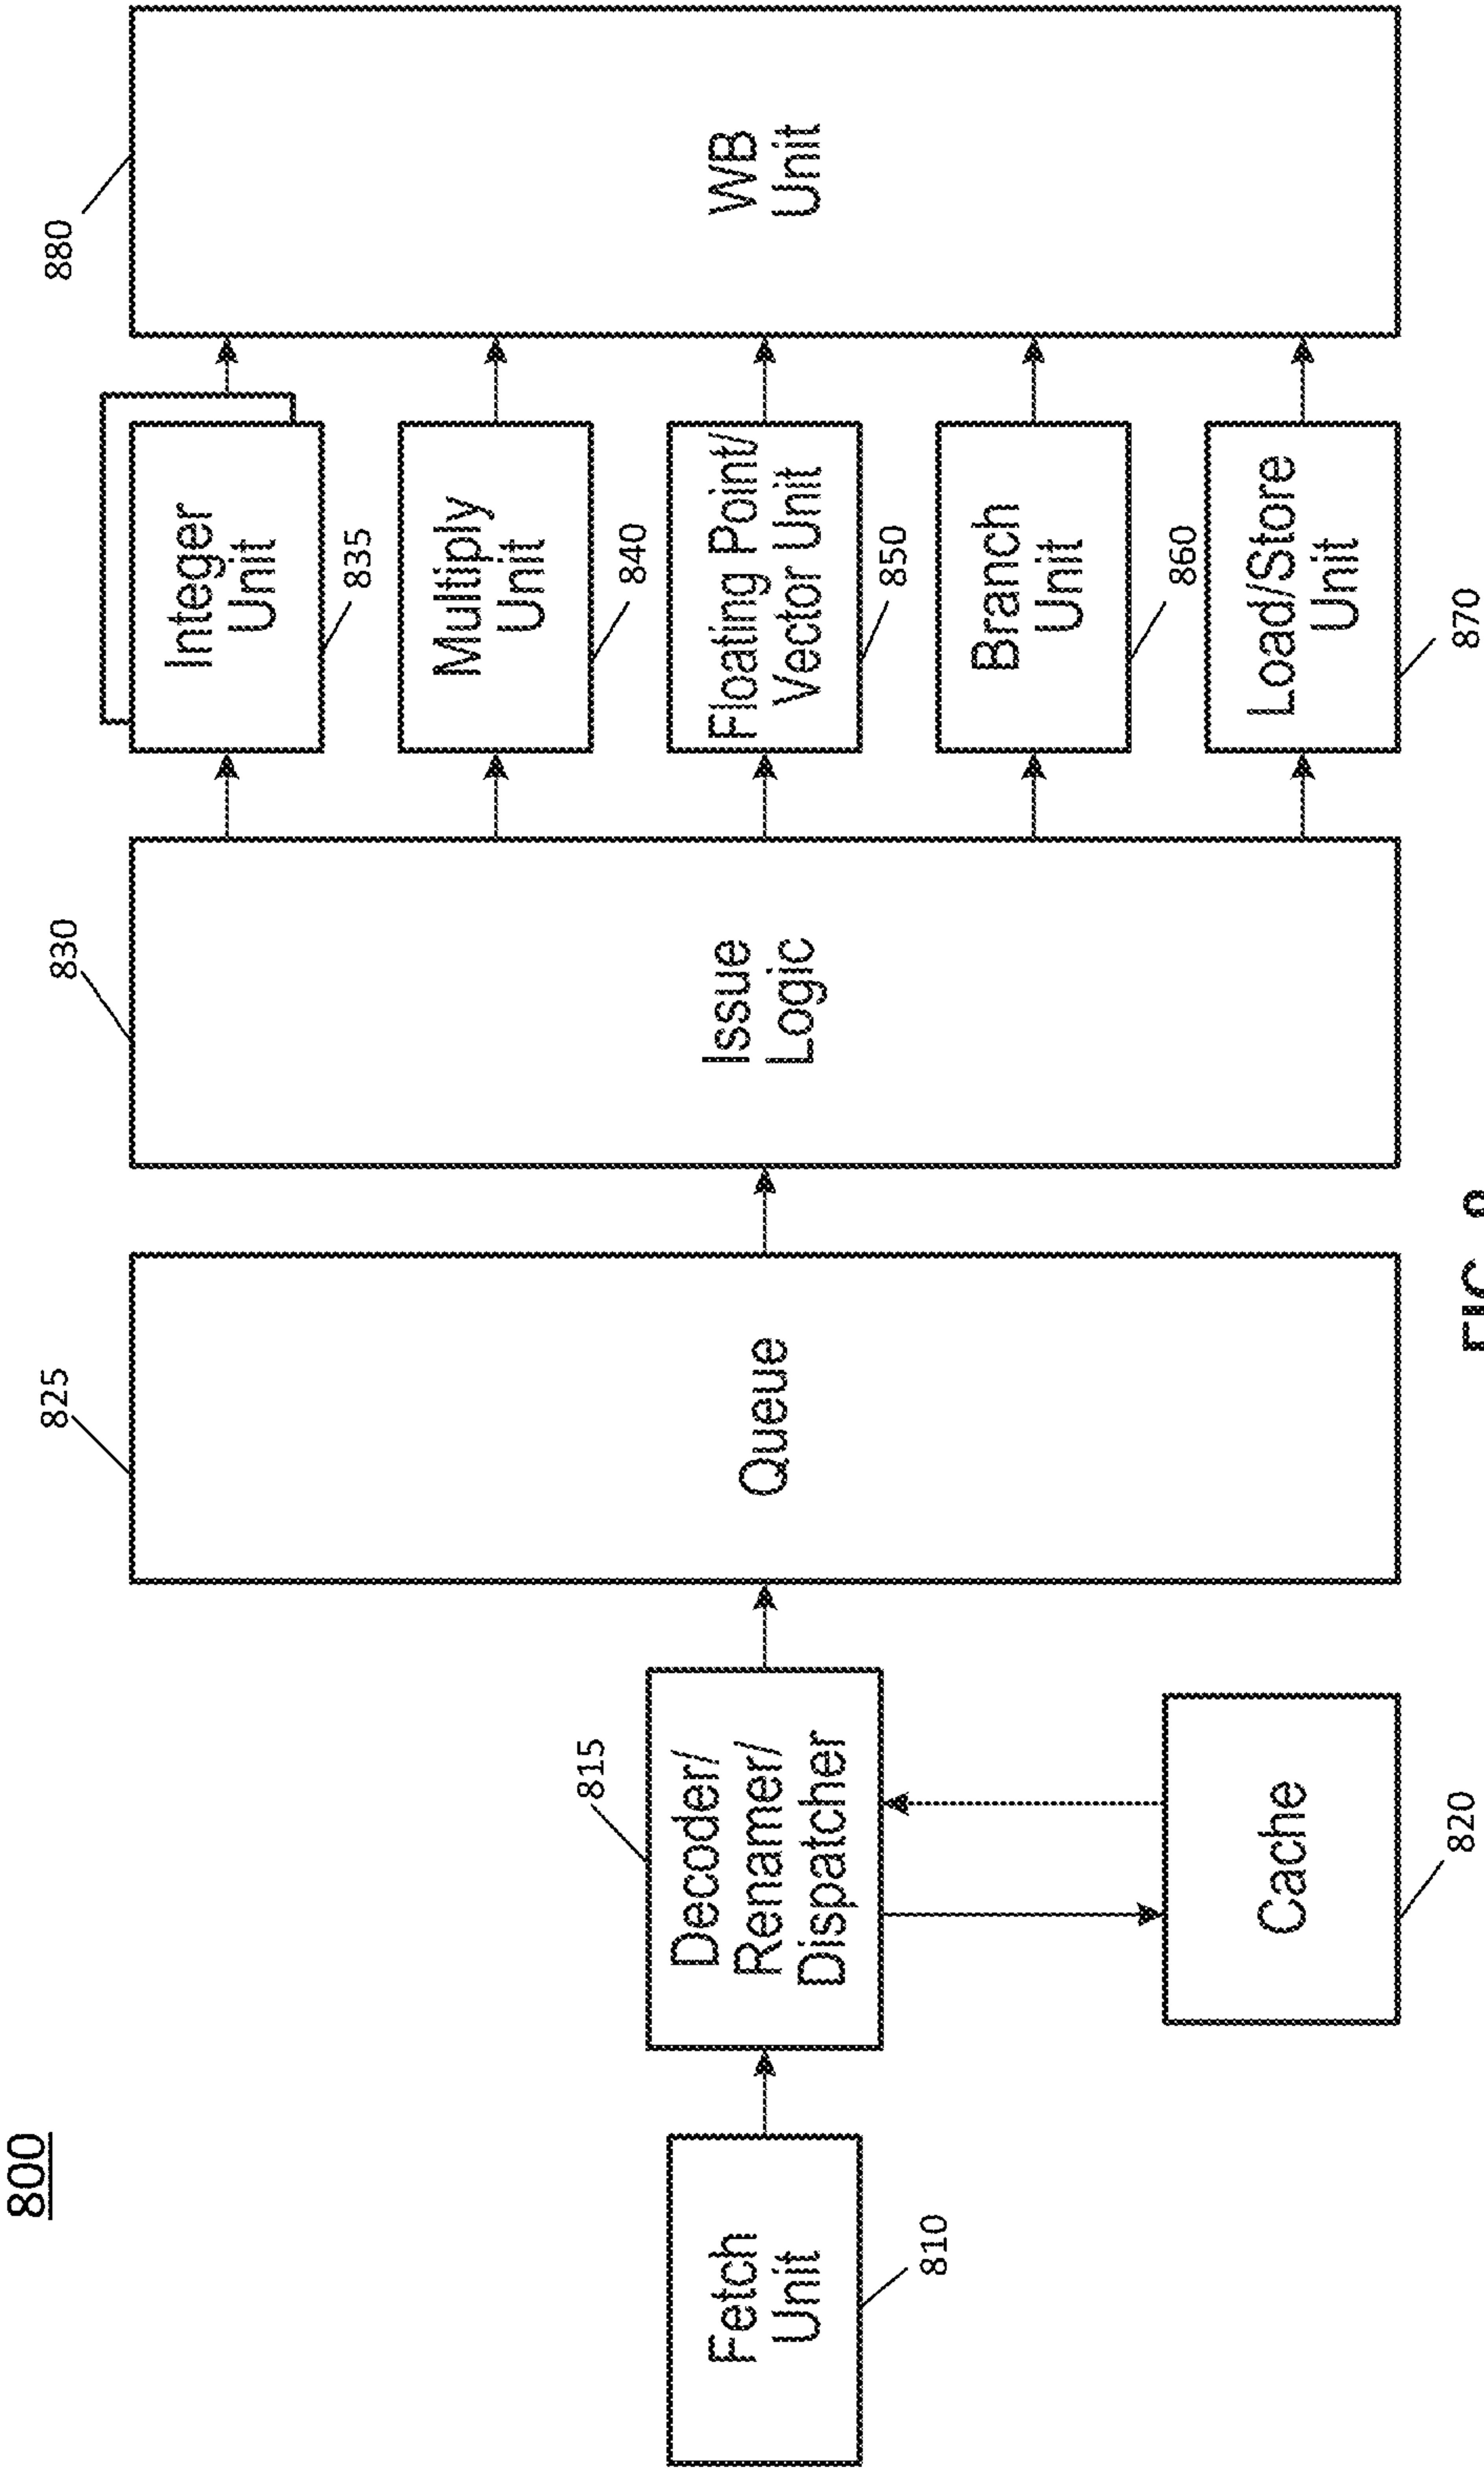 800
Fetch
Unit
810
Decoder/
Renamer/
Dispatcher
815
Cache
820
Queue
825
Issue
Logic
830
Integer
Unit
835
Multiply
Unit
840
Floating Point/
Vector Unit
850
Branch
Unit
860
Load/Store
Unit
870
WB
Unit
880